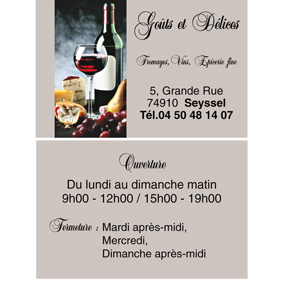 Goûts et Délices
Fromages, Vins, Epicerie fine
5, Grande Rue
74910 Seyssel
Tél.04 50 48 14 07
Ouverture
Du lundi au dimanche matin
9h00 - 12h00 / 15h00 - 19h00
Fermeture : Mardi après-midi,
Mercredi,
Dimanche après-midi